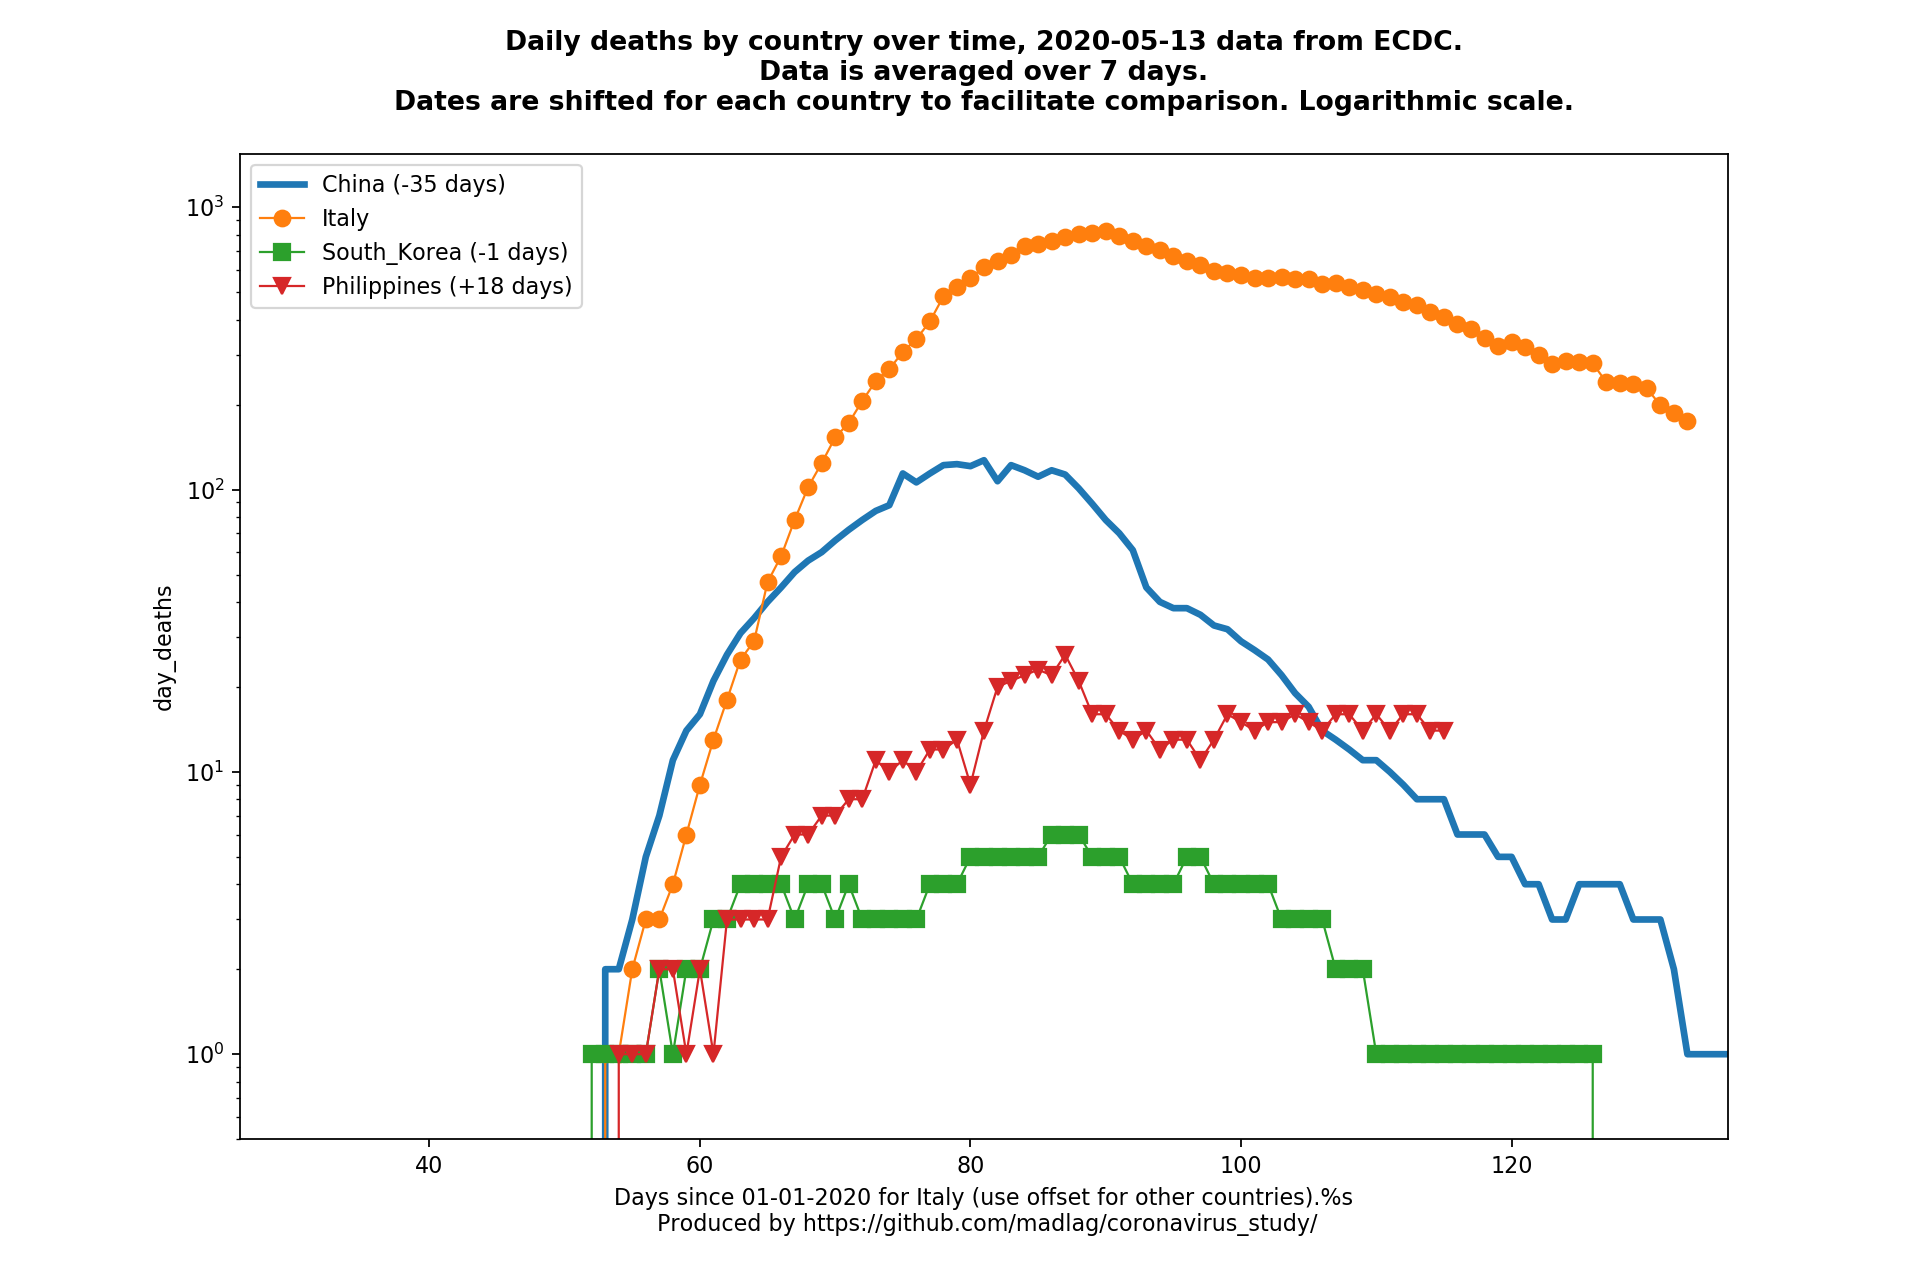 Daily deaths by country over time, 2020-05-13 data from ECDC.
Data is averaged over 7 days.
Dates are shifted for each country to facilitate comparison. Logarithmic scale.
China (-35 days)
Italy
South_Korea (-1 days)
Philippines (+18 days)
10³
10²
10¹
10⁰
day_deaths
40 60 80 100 120
Days since 01-01-2020 for Italy (use offset for other countries).%s
Produced by https://github.com/madlag/coronavirus_study/